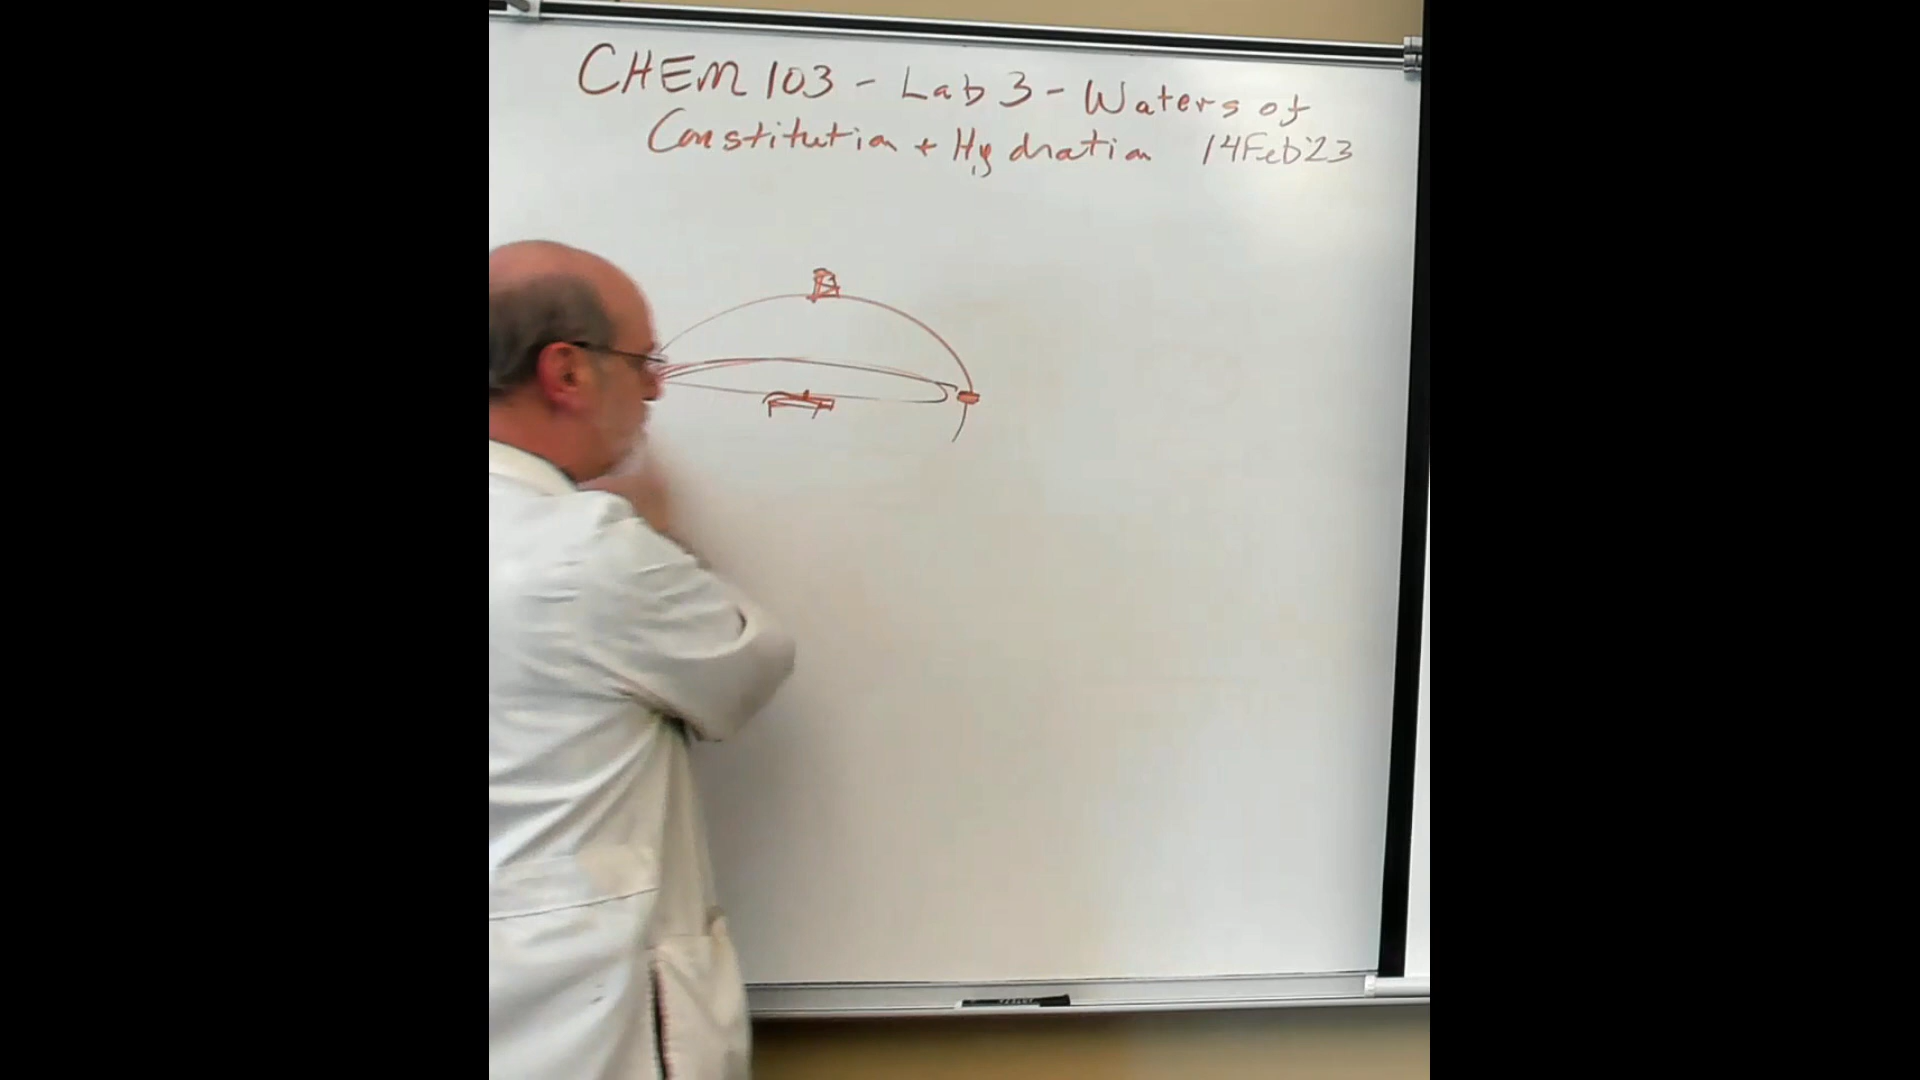 CHEM 103 - Lab 3 - Waters of
Constitution + Hydration 14Feb'23